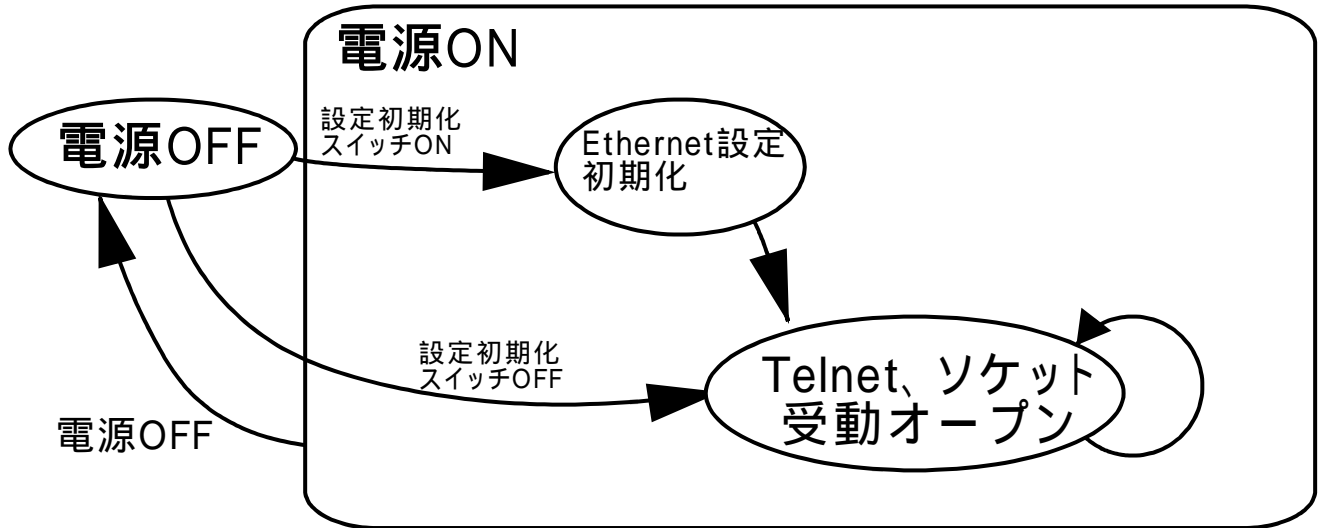 電源ON
電源OFF
設定初期化
スイッチON
Ethernet設定
初期化
設定初期化
スイッチOFF
Telnet、ソケット
受動オープン
電源OFF